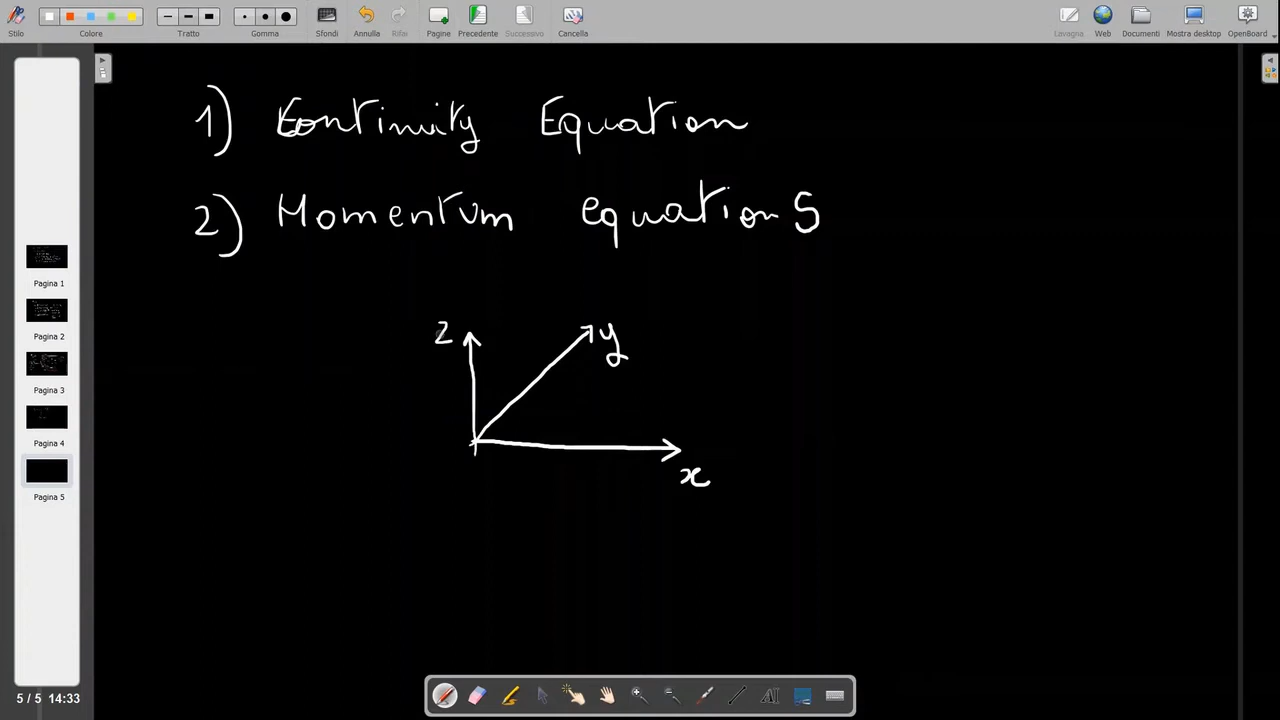 Stilo
Colore
Tratto
Gomma
Sfondi
Annulla
Rifai
Pagine
Precedente
Successivo
Cancella
Lavagna
Web
Documenti
Mostra desktop
OpenBoard
1) Continuity Equation
2) Momentum equations
z
y
x
Pagina 1
Pagina 2
Pagina 3
Pagina 4
Pagina 5
5 / 5 14:33
AI